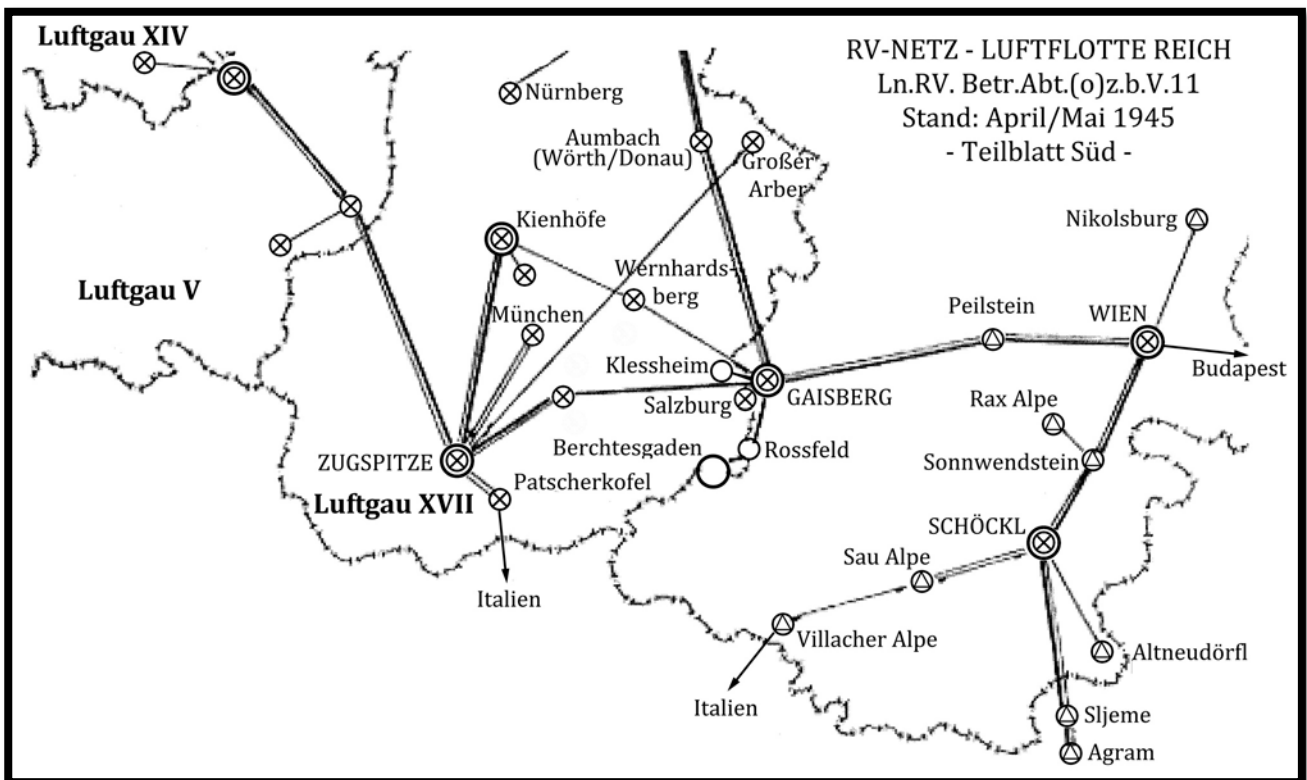 Luftgau XIV
RV-NETZ - LUFTFLOTTE REICH
Ln.RV. Betr.Abt.(o)z.b.V.11
Stand: April/Mai 1945
- Teilblatt Süd -
Nürnberg
Aumbach
(Wörth/Donau)
Großer
Arber
Kienhöfe
Nikolsburg
Luftgau V
Wernhards-
berg
München
Peilstein
WIEN
Budapest
Klessheim
GAISBERG
Salzburg
Rax Alpe
Berchtesgaden
Rossfeld
Sonnwendstein
ZUGSPITZE
Patscherkofel
Luftgau XVII
SCHÖCKL
Sau Alpe
Italien
Villacher Alpe
Altneudörfl
Italien
Sljeme
Agram